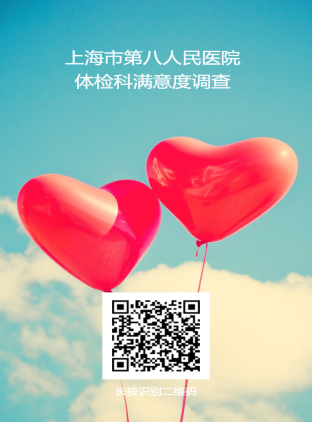 上海市第八人民医院
体检科满意度调查
长按识别二维码